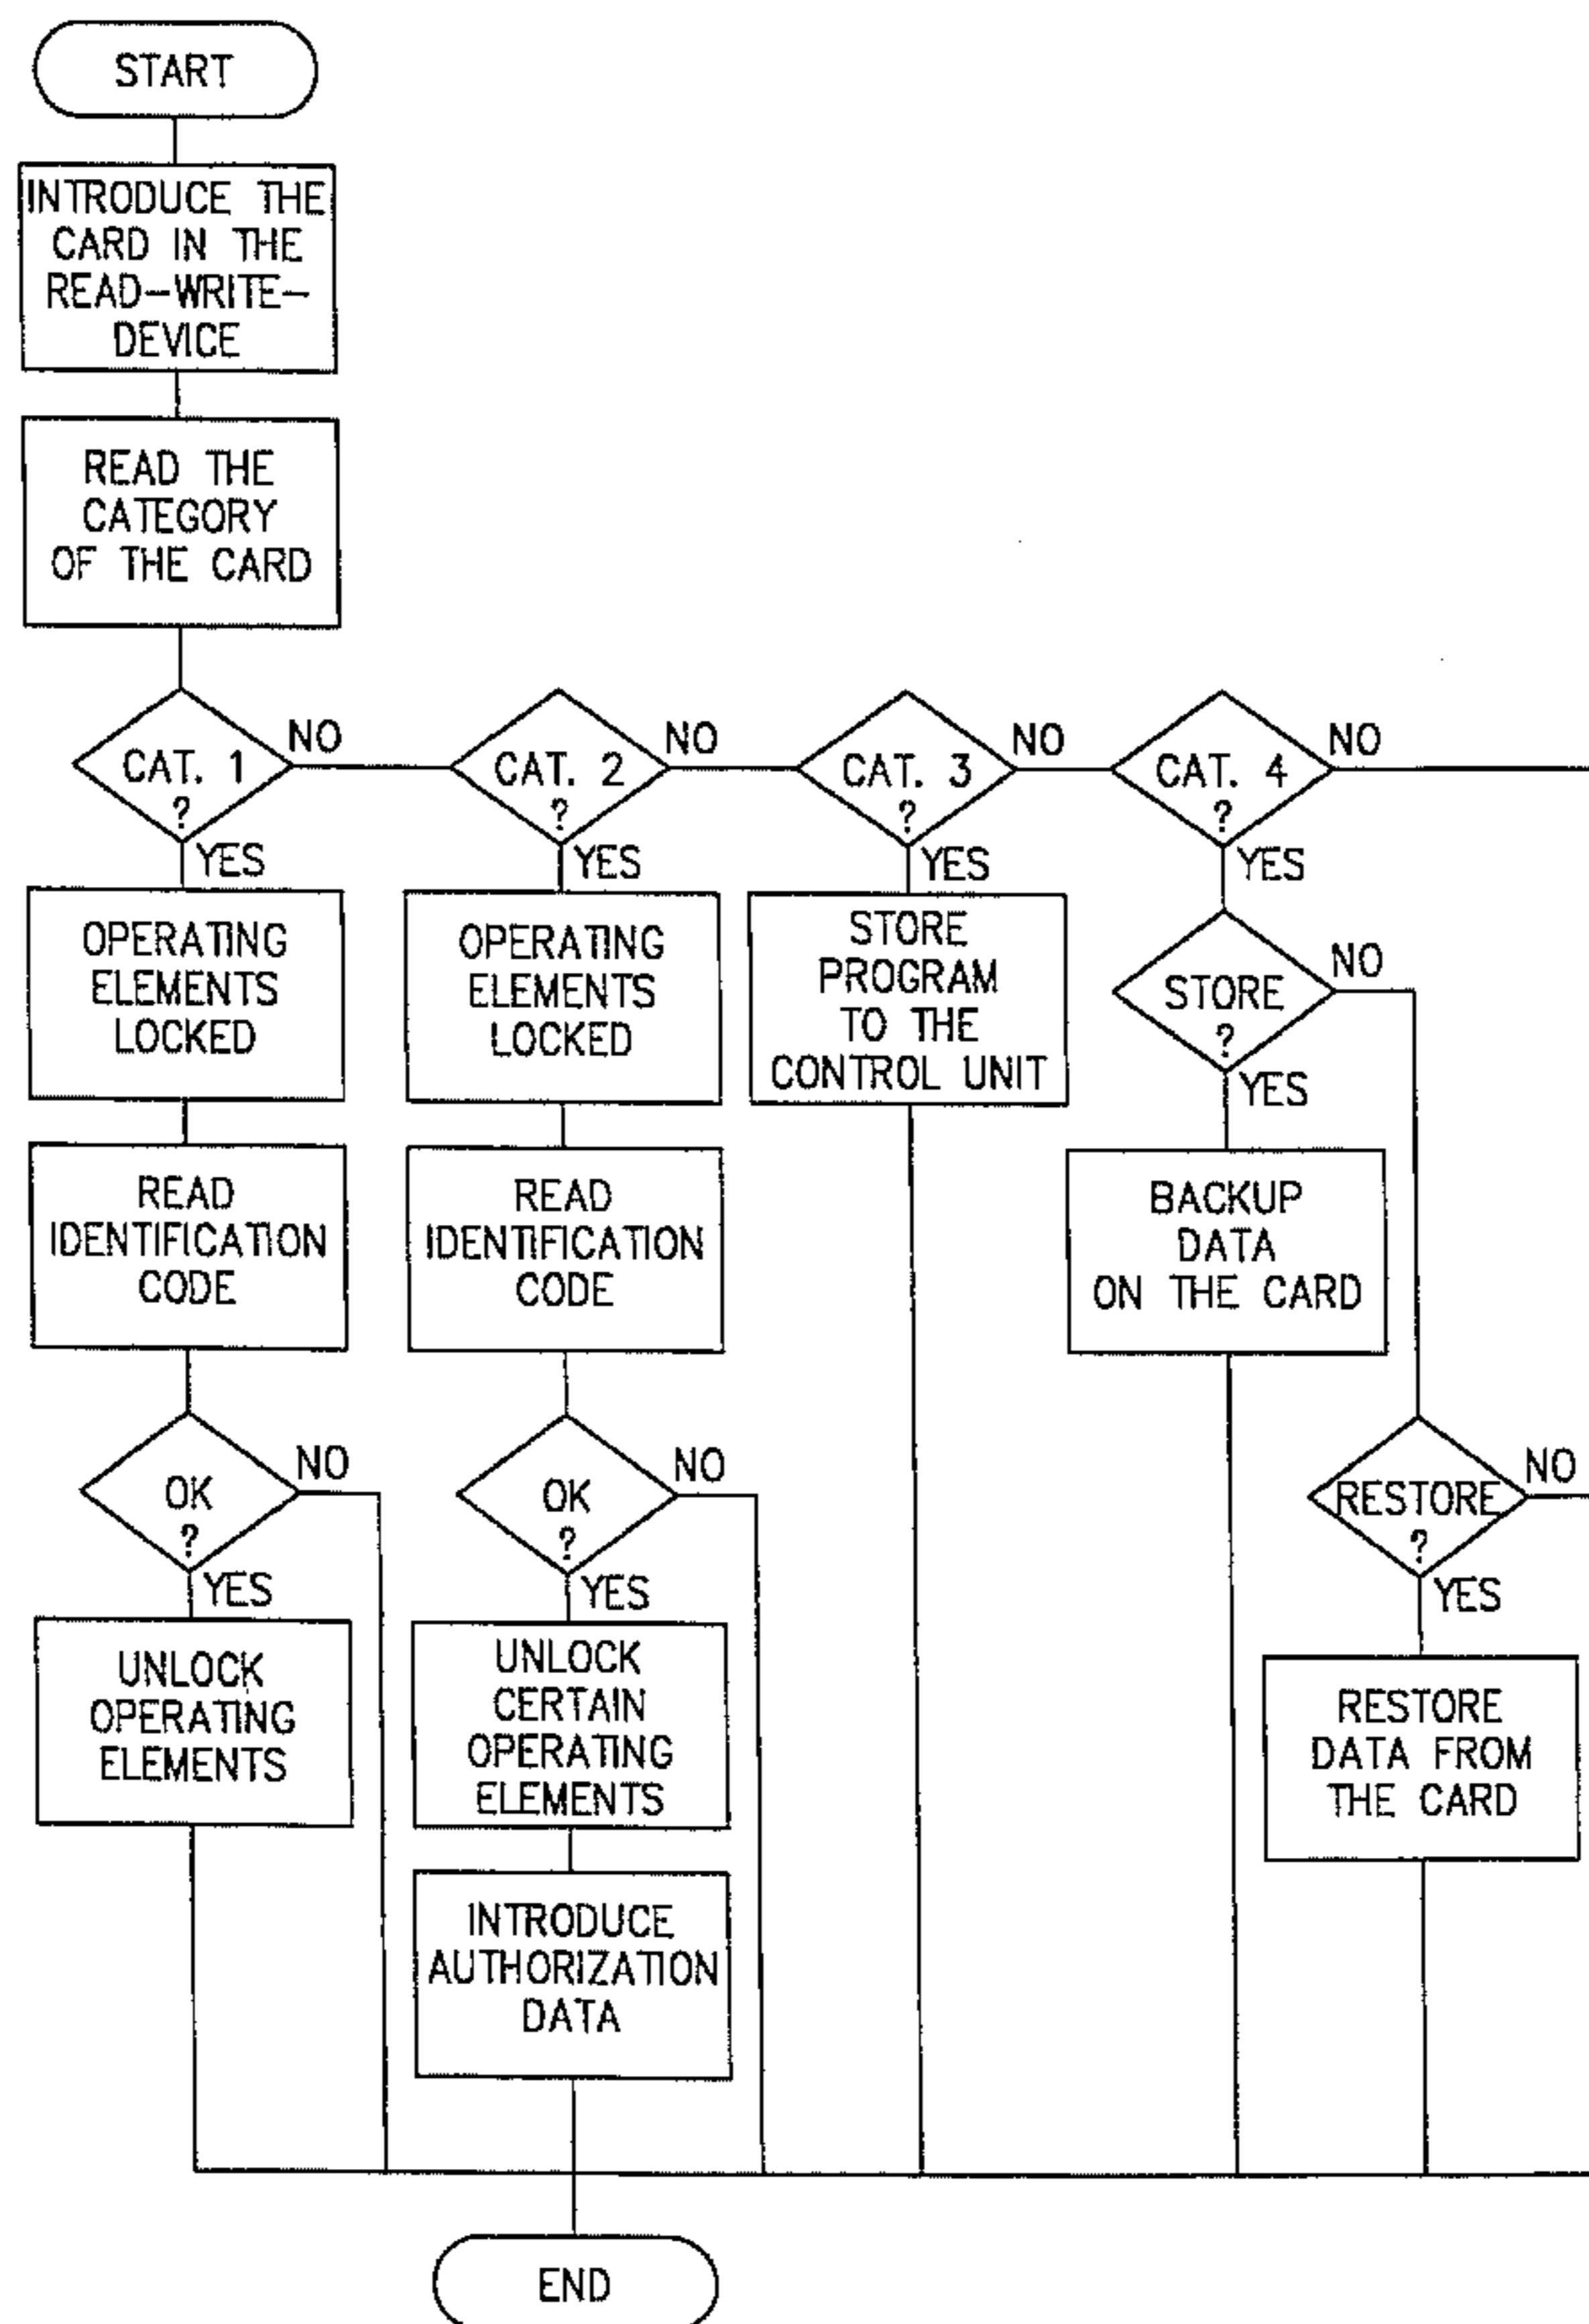 START
INTRODUCE THE
CARD IN THE
READ-WRITE-
DEVICE
READ THE
CATEGORY
OF THE CARD
CAT. 1
?
NO
YES
OPERATING
ELEMENTS
LOCKED
READ
IDENTIFICATION
CODE
OK
?
NO
YES
UNLOCK
OPERATING
ELEMENTS
CAT. 2
?
NO
YES
OPERATING
ELEMENTS
LOCKED
READ
IDENTIFICATION
CODE
OK
?
NO
YES
UNLOCK
CERTAIN
OPERATING
ELEMENTS
INTRODUCE
AUTHORIZATION
DATA
CAT. 3
?
NO
YES
STORE
PROGRAM
TO THE
CONTROL UNIT
CAT. 4
?
NO
YES
STORE
?
NO
YES
BACKUP
DATA
ON THE CARD
RESTORE
?
NO
YES
RESTORE
DATA FROM
THE CARD
END